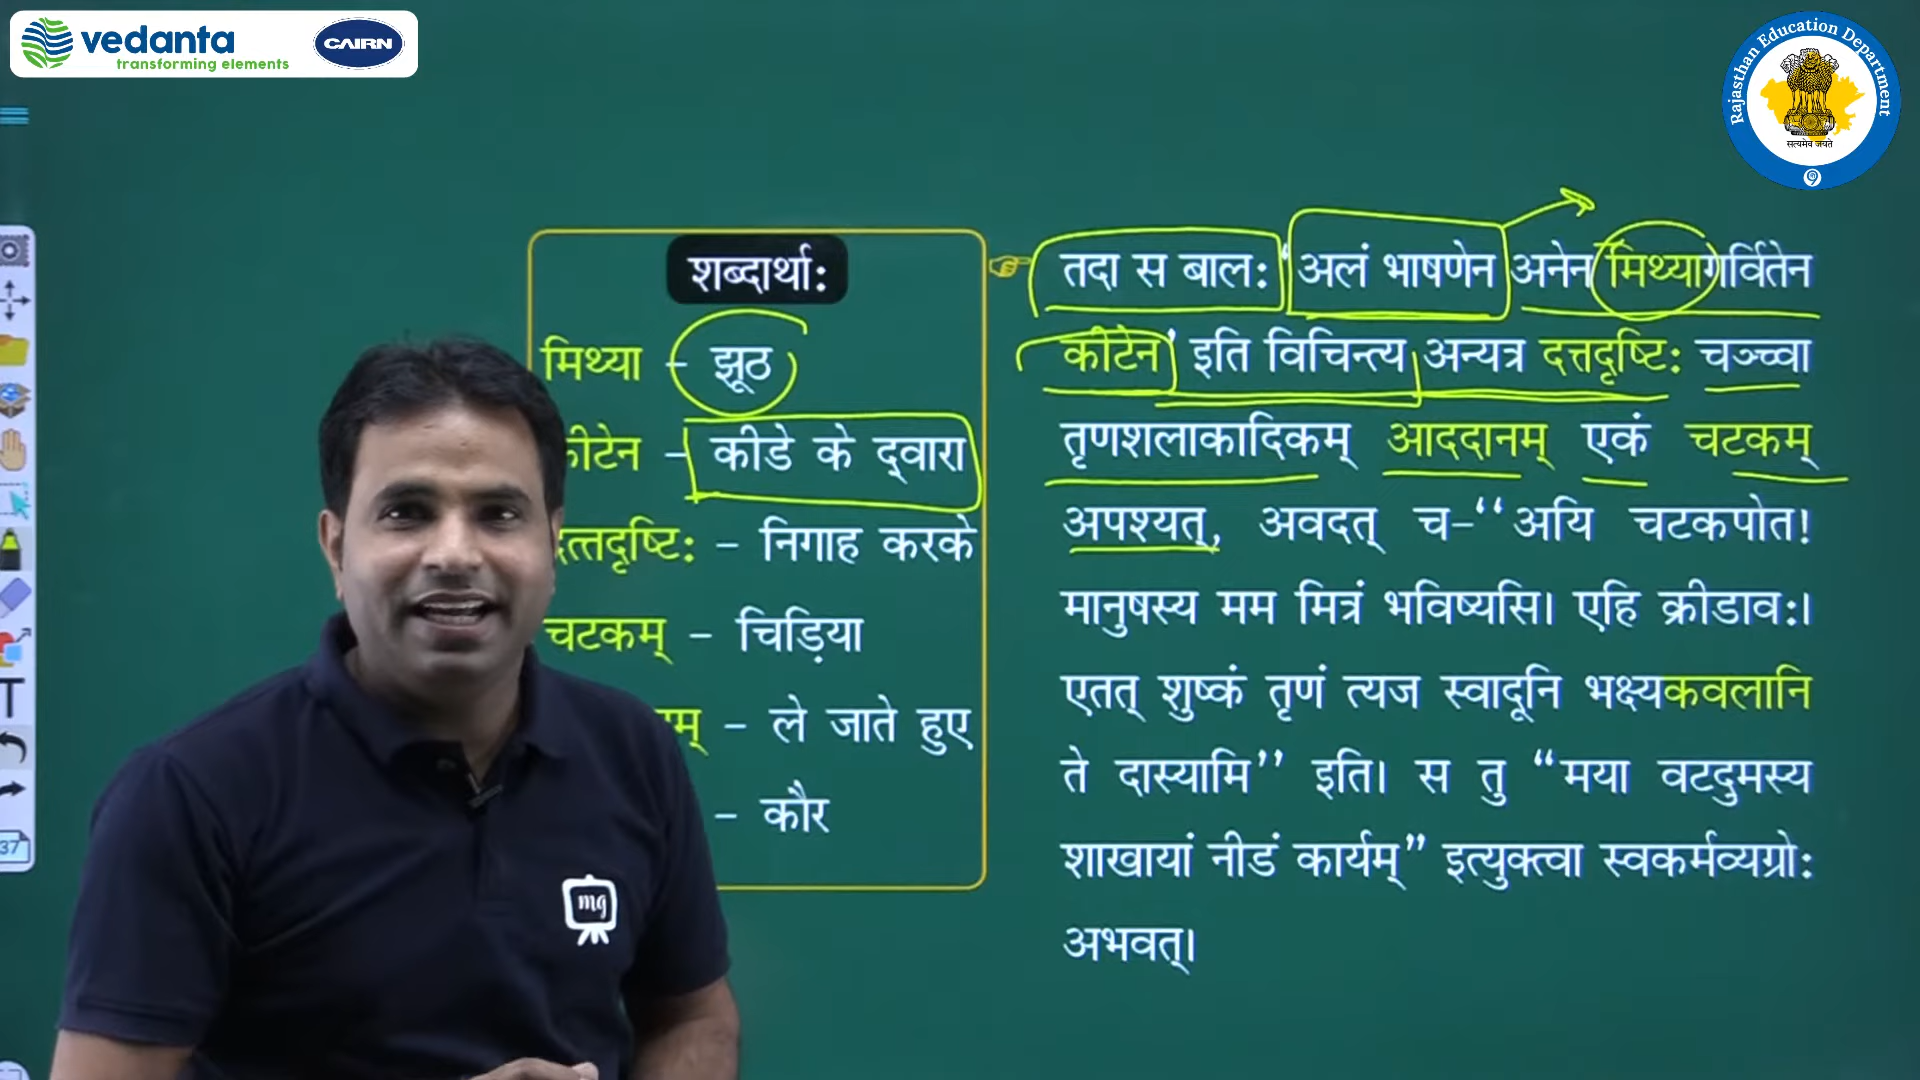 vedanta
transforming elements
CAIRN
Rajasthan Education Department
सत्यमेव जयते
शब्दार्थाः
मिथ्या – झूठ
कीटेन – कीडे के द्वारा
दत्तदृष्टिः – निगाह करके
चटकम् – चिड़िया
म् – ले जाते हुए
– कौर
तदा स बालः ‘अलं भाषणेन अनेन मिथ्यागर्वितेन
कीटेन’ इति विचिन्त्य अन्यत्र दत्तदृष्टिः चञ्च्वा
तृणशलाकादिकम् आददानम् एकं चटकम्
अपश्यत्, अवदत् च–“अयि चटकपोत!
मानुषस्य मम मित्रं भविष्यसि। एहि क्रीडावः।
एतत् शुष्कं तृणं त्यज स्वादूनि भक्ष्यकवलानि
ते दास्यामि” इति। स तु “मया वटदुमस्य
शाखायां नीडं कार्यम्” इत्युक्त्वा स्वकर्मव्यग्रोः
अभवत्।
mg
T
37